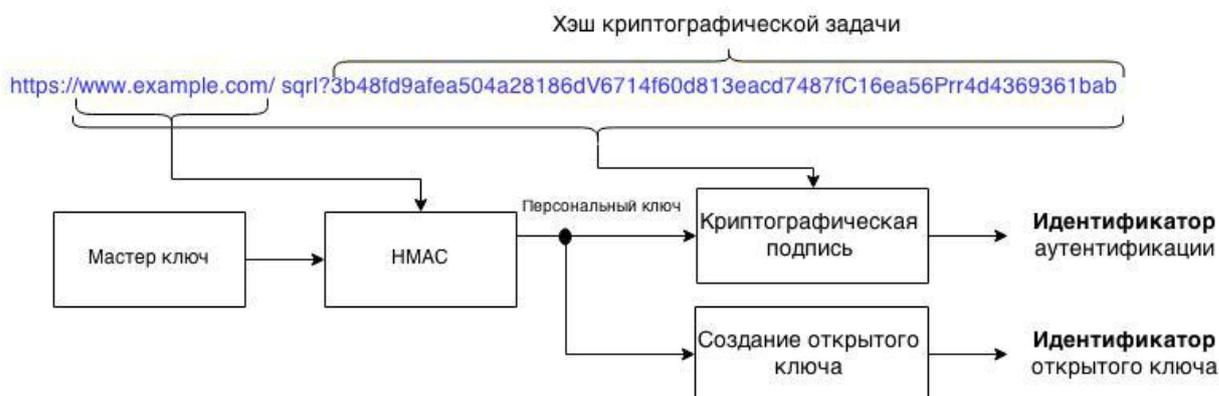 Хэш криптографической задачи
https://www.example.com/ sqrl?3b48fd9afea504a28186dV6714f60d813eacd7487fC16ea56Prr4d4369361bab
Персональный ключ
Мастер ключ
HMAC
Криптографическая
подпись
Идентификатор
аутентификации
Создание открытого
ключа
Идентификатор
открытого ключа